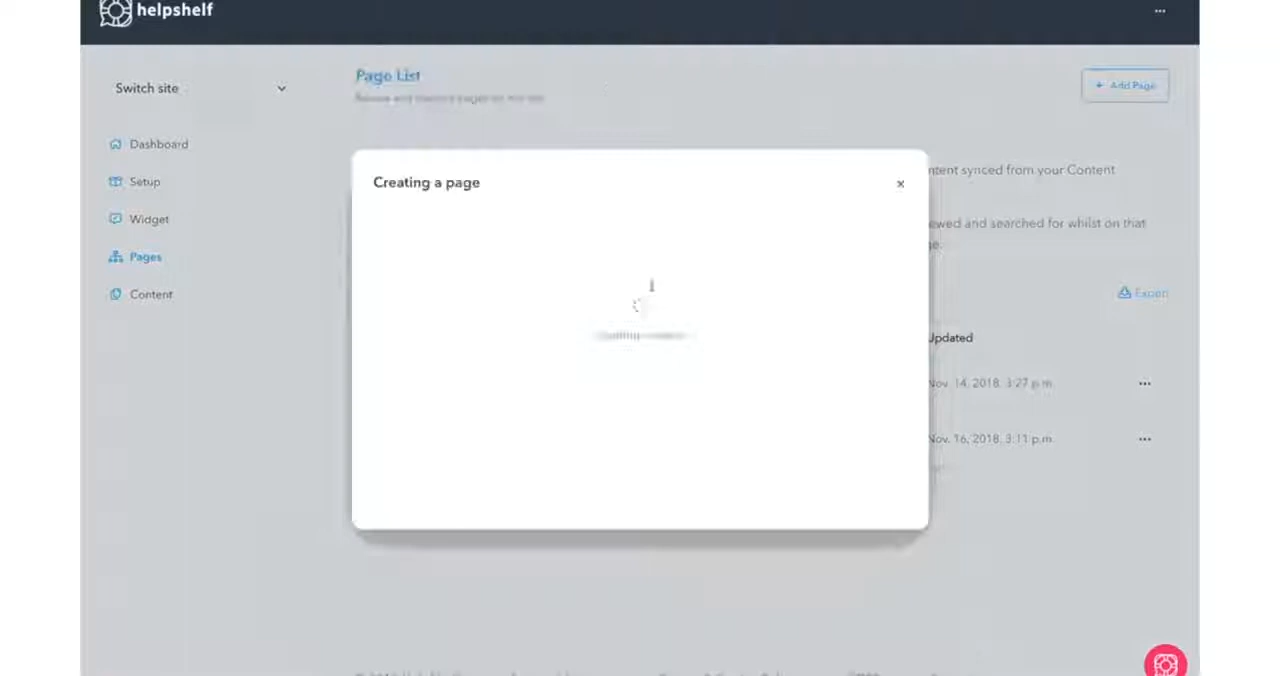 helpshelf
Switch site
Page List
+ Add Page
Dashboard
Setup
Widget
Pages
Content
Creating a page
×
ntent synced from your Content
ewed and searched for whilst on that
ge.
Export
Updated
Nov. 14, 2018, 3:27 p.m.
Nov. 16, 2018, 3:11 p.m.